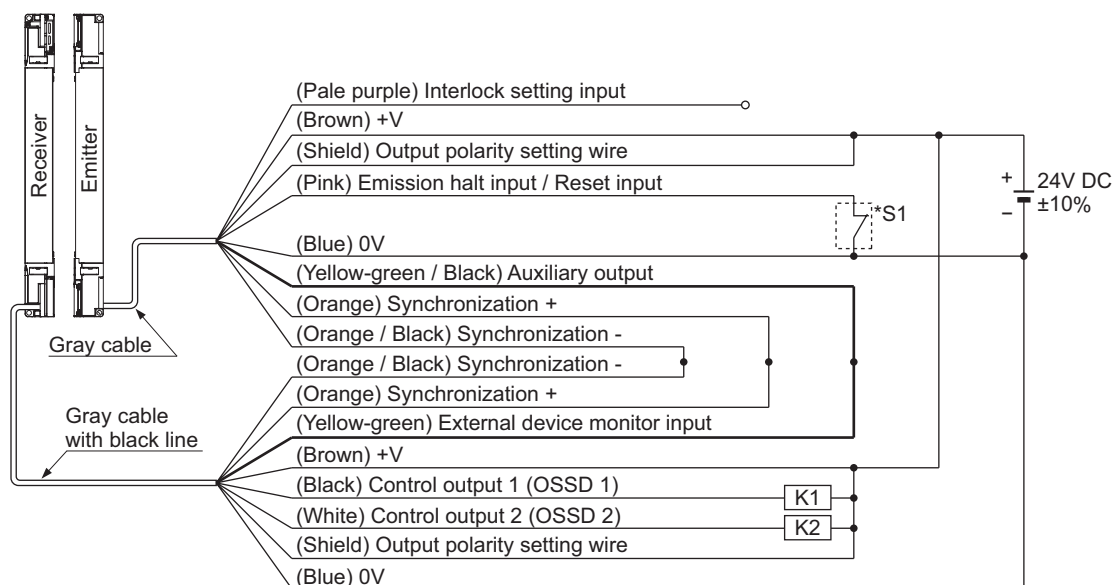 Receiver
Emitter
(Pale purple) Interlock setting input
(Brown) +V
(Shield) Output polarity setting wire
(Pink) Emission halt input / Reset input
*S1
+
24V DC
±10%
−
(Blue) 0V
(Yellow-green / Black) Auxiliary output
(Orange) Synchronization +
(Orange / Black) Synchronization -
Gray cable
(Orange / Black) Synchronization -
(Orange) Synchronization +
Gray cable
with black line
(Yellow-green) External device monitor input
(Brown) +V
(Black) Control output 1 (OSSD 1)
K1
(White) Control output 2 (OSSD 2)
K2
(Shield) Output polarity setting wire
(Blue) 0V